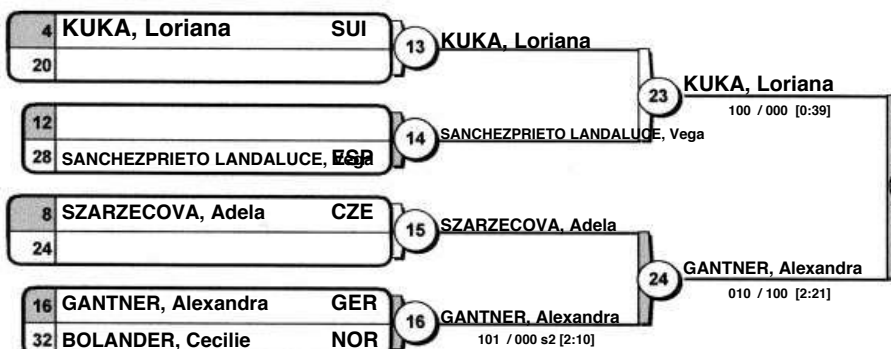 4 KUKA, Loriana SUI
20
13 KUKA, Loriana
12
28 SANCHEZPRIETO LANDALUCE, Vega ESP
14 SANCHEZPRIETO LANDALUCE, Vega
23 KUKA, Loriana
100 / 000 [0:39]
8 SZARZECOVA, Adela CZE
24
15 SZARZECOVA, Adela
16 GANTNER, Alexandra GER
32 BOLANDER, Cecilie NOR
16 GANTNER, Alexandra
101 / 000 s2 [2:10]
24 GANTNER, Alexandra
010 / 100 [2:21]